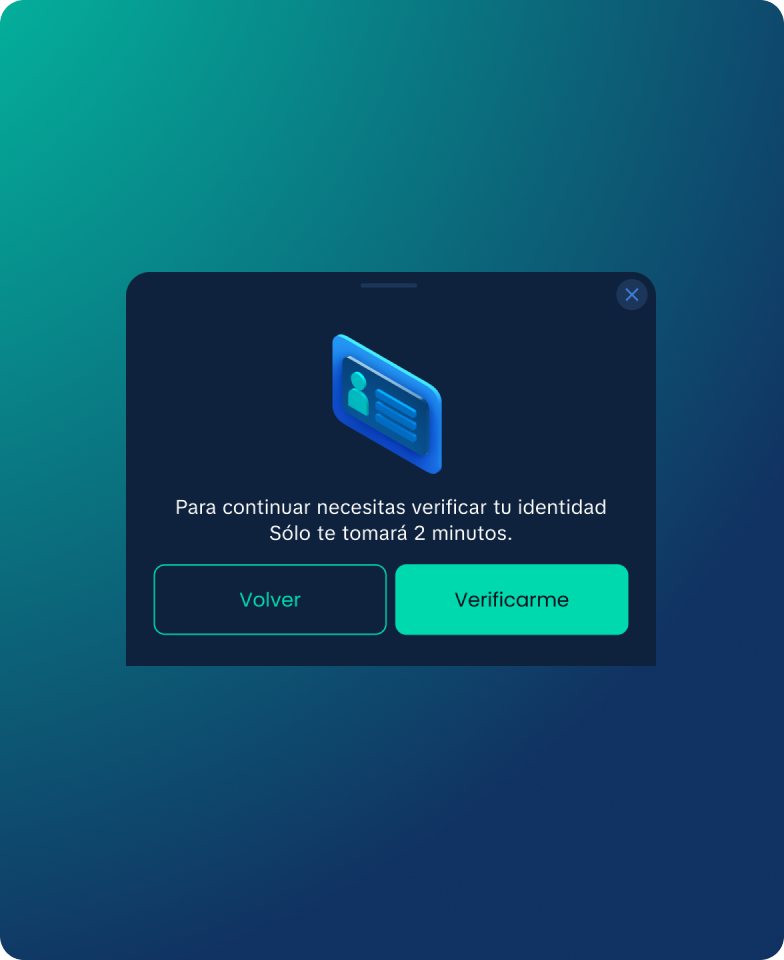 Para continuar necesitas verificar tu identidad
Sólo te tomará 2 minutos.
Volver
Verificarme